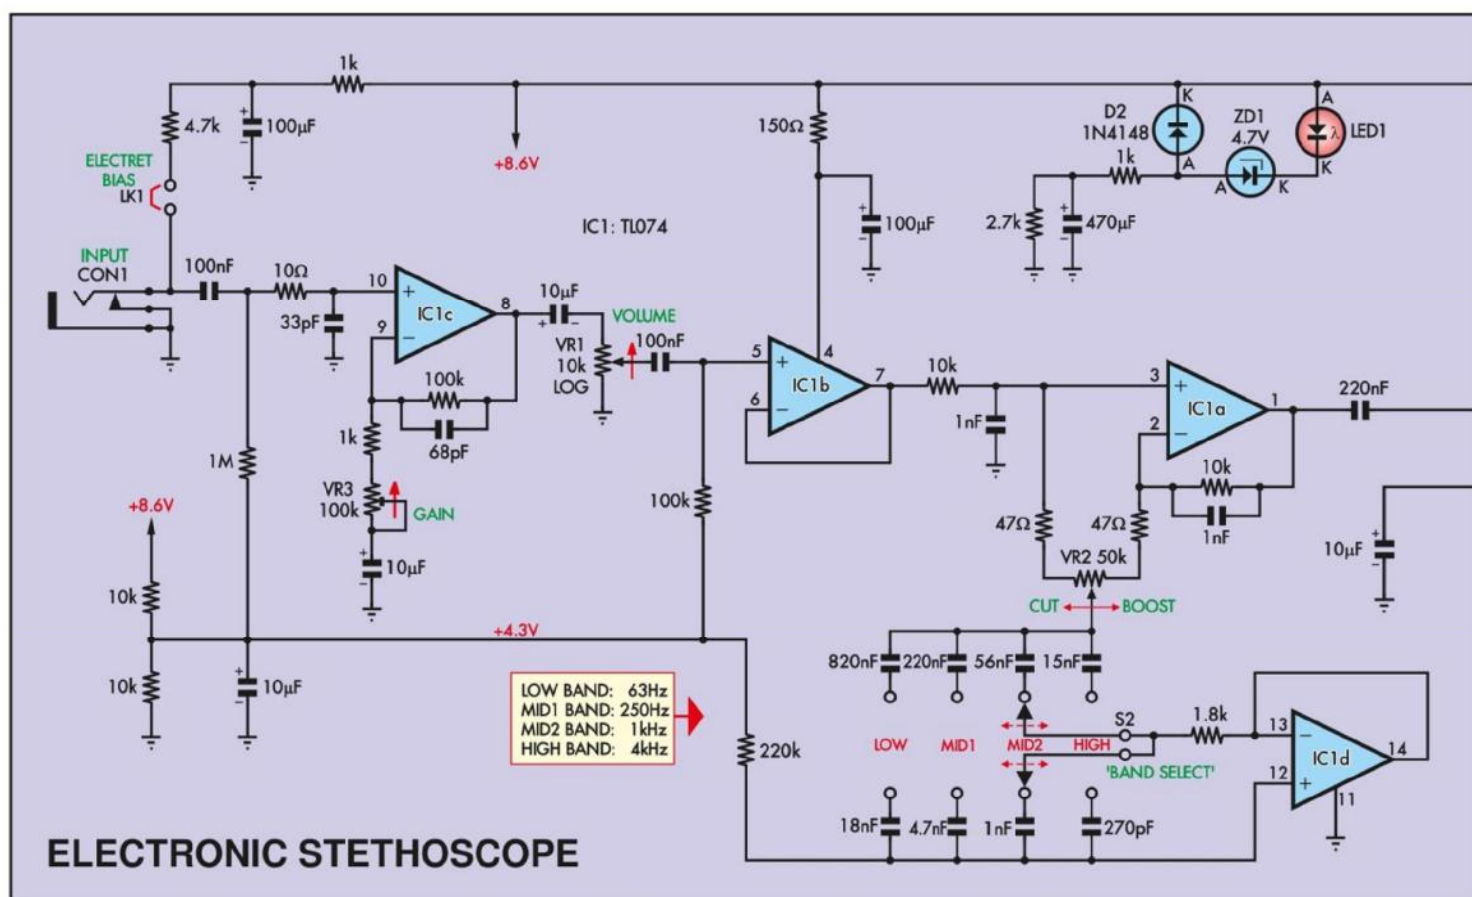 1k
4.7k
100µF
150Ω
D2
1N4148
K
A
ZD1
4.7V
A
K
A
K
λ
LED1
1k
+8.6V
ELECTRET
BIAS
LK1
IC1: TL074
100µF
2.7k
470µF
INPUT
CON1
100nF
10Ω
33pF
10
9
8
+
–
IC1c
10µF
+
–
VOLUME
VR1
10k
LOG
100nF
5
6
7
4
+
–
IC1b
10k
1nF
3
2
1
+
–
IC1a
220nF
100k
68pF
1k
1M
VR3
100k
GAIN
100k
10k
1nF
47Ω
47Ω
VR2 50k
10µF
+8.6V
10µF
10k
CUT
BOOST
+4.3V
10k
10µF
820nF
220nF
56nF
15nF
LOW BAND: 63Hz
MID1 BAND: 250Hz
MID2 BAND: 1kHz
HIGH BAND: 4kHz
220k
LOW
MID1
MID2
HIGH
S2
1.8k
'BAND SELECT'
13
12
14
11
–
+
IC1d
18nF
4.7nF
1nF
270pF
ELECTRONIC STETHOSCOPE